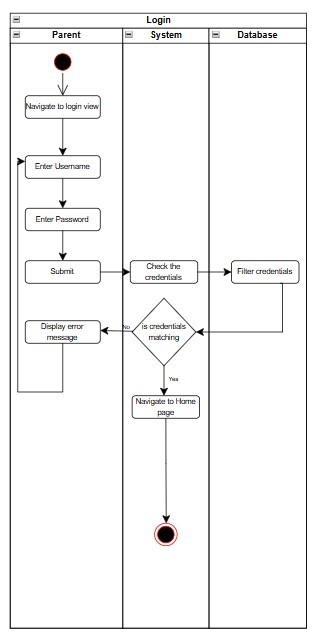 Login
Parent
System
Database
Navigate to login view
Enter Username
Enter Password
Submit
Check the
credentials
Filter credentials
is credentials
matching
No
Display error
message
Yes
Navigate to Home
page